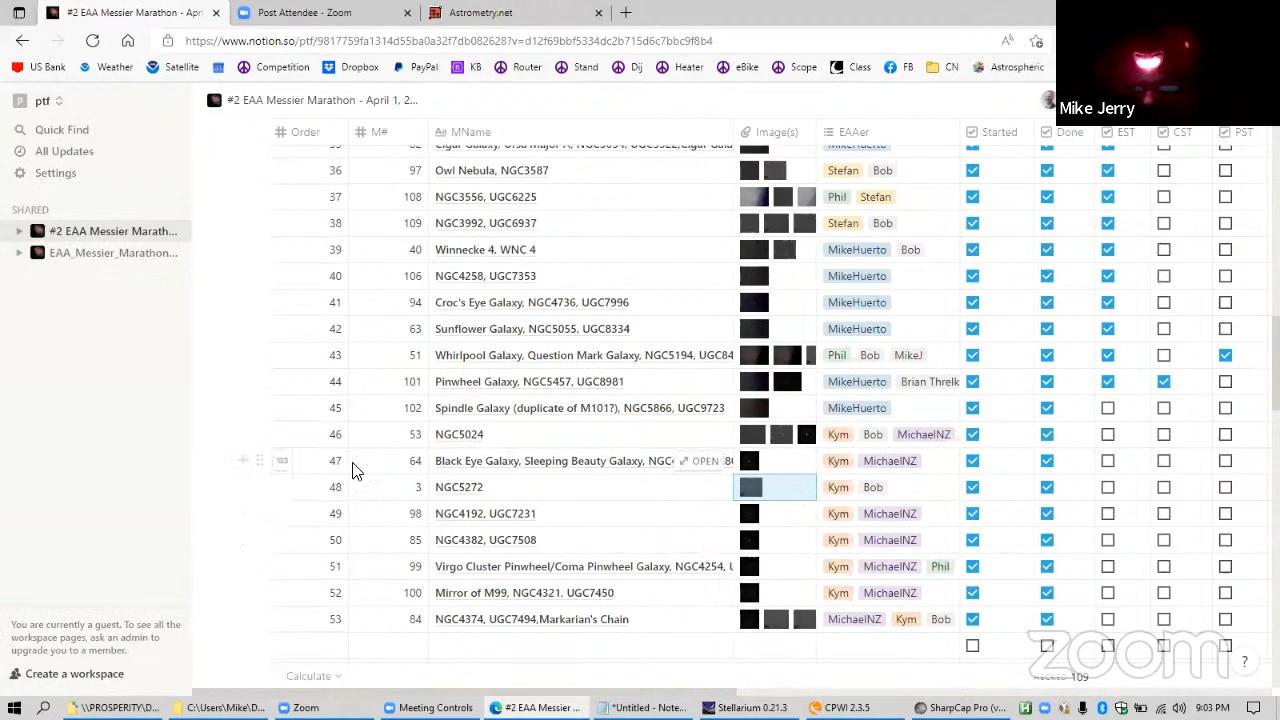 #2 EAA Messier Marathon - Apri
Post Attendee - Zoom
Astronomy.net
https://www.notion.so/ptf/
US Bank
Weather
Satellite
Competition
Dropbox
PayPal
KB
Router
Stand
Dij
Heater
eBike
Scope
Class
FB
CN
Astrospheric
Mike Jerry
P ptf
#2 EAA Messier Marathon - April 1, 2...
Quick Find
All Updates
Settings
SHARED
#2 EAA Messier Marath...
EAA_Messier_Marathon...
You are currently a guest. To see all the
workspace pages, ask an admin to
upgrade you to a member.
Create a workspace
Order M# MName Image(s) EAAer Started Done EST CST PST
MikeHuerto
36 97 Owl Nebula, NGC3587 Stefan Bob
37 108 NGC3556, UGC6225 Phil Stefan
38 109 NGC3992, UGC6937 Stefan Bob
39 40 Winnecke 4, WNC 4 MikeHuerto Bob
40 106 NGC4258, UGC7353 MikeHuerto
41 94 Croc's Eye Galaxy, NGC4736, UGC7996 MikeHuerto
42 63 Sunflower Galaxy, NGC5055, UGC8334 MikeHuerto
43 51 Whirlpool Galaxy, Question Mark Galaxy, NGC5194, UGC84 Phil Bob MikeJ
44 101 Pinwheel Galaxy, NGC5457, UGC8981 MikeHuerto Brian Threlk
45 102 Spindle Galaxy (duplicate of M101?), NGC5866, UGC9723 MikeHuerto
46 53 NGC5024 Kym Bob MichaelNZ
47 64 Black Eye Galaxy, Sleeping Beauty Galaxy, NGC4 OPEN Kym MichaelNZ
48 3 NGC5272 Kym Bob
49 98 NGC4192, UGC7231 Kym MichaelNZ
50 85 NGC4382, UGC7508 Kym MichaelNZ
51 99 Virgo Cluster Pinwheel/Coma Pinwheel Galaxy, NGC4254, U Kym MichaelNZ Phil
52 100 Mirror of M99, NGC4321, UGC7450 Kym MichaelNZ
53 84 NGC4374, UGC7494,Markarian's Chain MichaelNZ Kym Bob
zoom
Calculate
109
?
\\PROSPERITY\D...
C:\Users\Mike\D...
Zoom
Meeting Controls
#2 EAA Messier ...
*Untitled - Note...
Stellarium 0.21.3
CPWI 2.5.3
SharpCap Pro (v...
9:03 PM